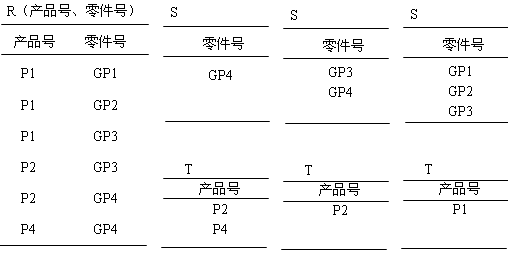 R（产品号、零件号） S S S
产品号 零件号 零件号 零件号 零件号
P1 GP1 GP4 GP3 GP1
GP4 GP2
P1 GP2 GP3
P1 GP3
P2 GP3 T T T
P2 GP4 产品号 产品号 产品号
P4 GP4 P2 P2 P1
P4